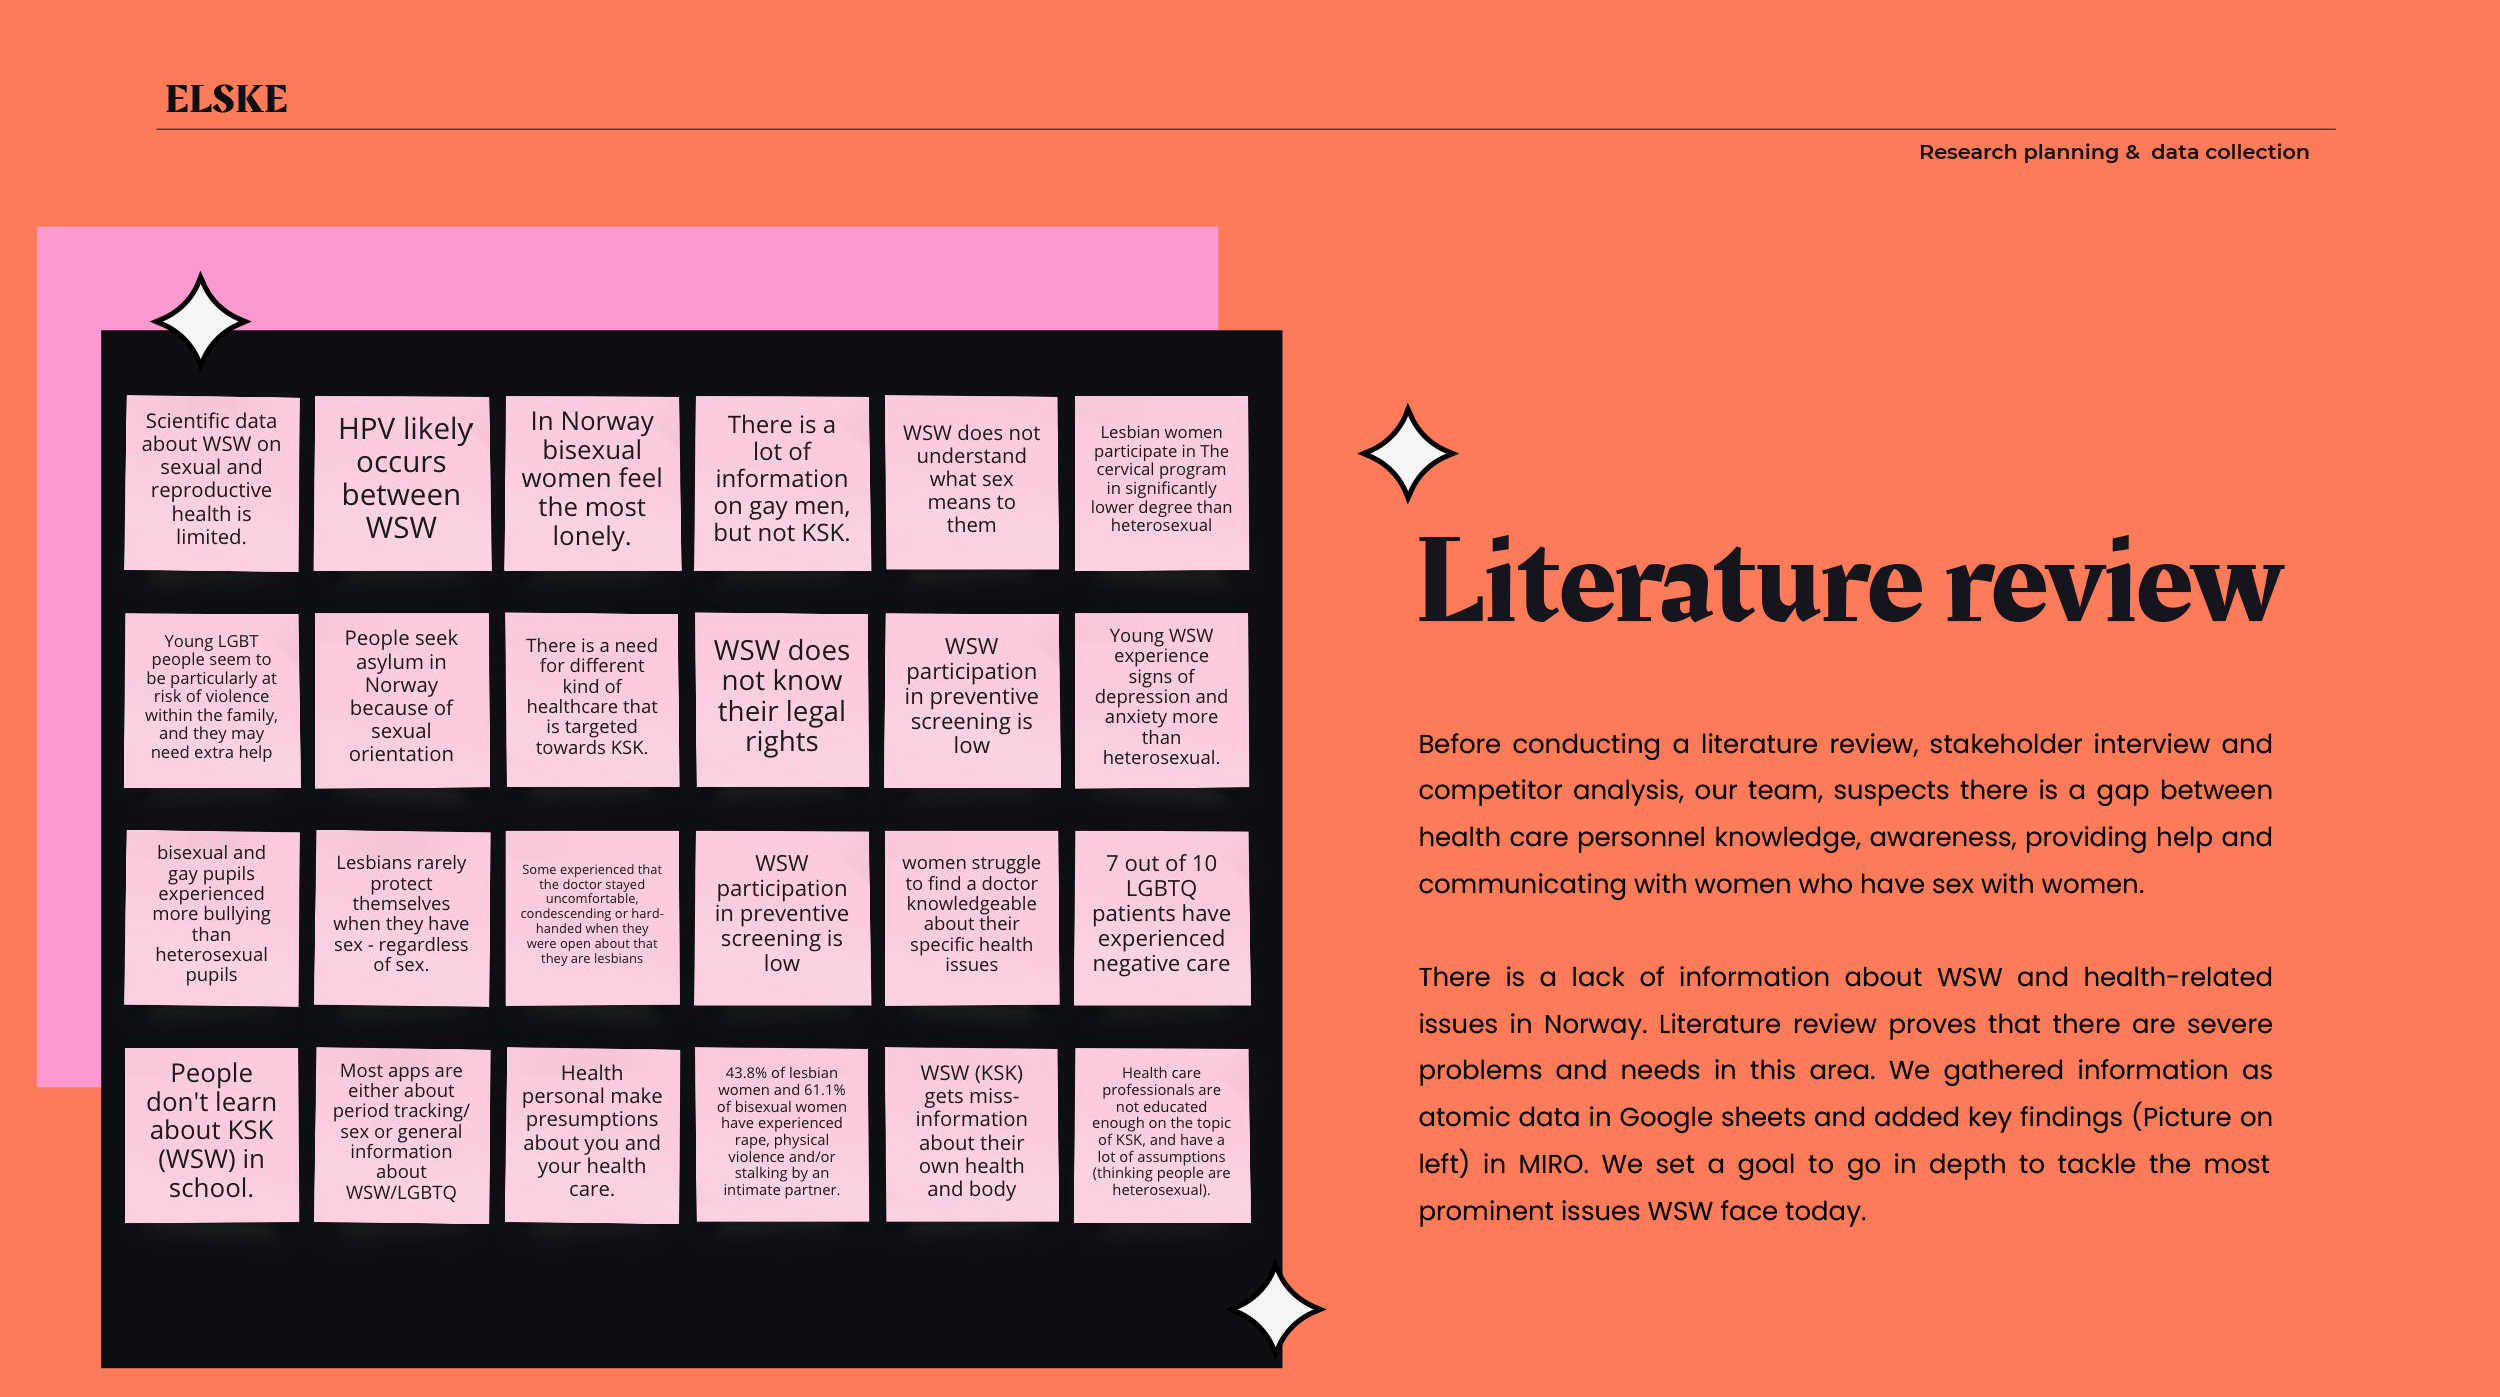 ELSKE
Research planning &  data collection
Scientific data
about WSW on
sexual and
reproductive
health is
limited.
HPV likely
occurs
between
WSW
In Norway
bisexual
women feel
the most
lonely.
There is a
lot of
information
on gay men,
but not KSK.
WSW does not
understand
what sex
means to
them
Lesbian women
participate in The
cervical program
in significantly
lower degree than
heterosexual
Young LGBT
people seem to
be particularly at
risk of violence
within the family,
and they may
need extra help
People seek
asylum in
Norway
because of
sexual
orientation
There is a need
for different
kind of
healthcare that
is targeted
towards KSK.
WSW does
not know
their legal
rights
WSW
participation
in preventive
screening is
low
Young WSW
experience
signs of
depression and
anxiety more
than
heterosexual.
bisexual and
gay pupils
experienced
more bullying
than
heterosexual
pupils
Lesbians rarely
protect
themselves
when they have
sex - regardless
of sex.
Some experienced that
the doctor stayed
uncomfortable,
condescending or hard-
handed when they
were open about that
they are lesbians
WSW
participation
in preventive
screening is
low
women struggle
to find a doctor
knowledgeable
about their
specific health
issues
7 out of 10
LGBTQ
patients have
experienced
negative care
People
don't learn
about KSK
(WSW) in
school.
Most apps are
either about
period tracking/
sex or general
information
about
WSW/LGBTQ
Health
personal make
presumptions
about you and
your health
care.
43.8% of lesbian
women and 61.1%
of bisexual women
have experienced
rape, physical
violence and/or
stalking by an
intimate partner.
WSW (KSK)
gets miss-
information
about their
own health
and body
Health care
professionals are
not educated
enough on the topic
of KSK, and have a
lot of assumptions
(thinking people are
heterosexual).
Literature review
Before conducting a literature review, stakeholder interview and
competitor analysis, our team, suspects there is a gap between
health care personnel knowledge, awareness, providing help and
communicating with women who have sex with women.
There is a lack of information about WSW and health-related
issues in Norway. Literature review proves that there are severe
problems and needs in this area. We gathered information as
atomic data in Google sheets and added key findings (Picture on
left) in MIRO. We set a goal to go in depth to tackle the most
prominent issues WSW face today.